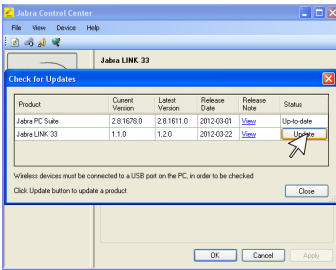 Jabra Control Center
File View Device Help
Jabra LINK 33
Check for Updates
Product Current Version Latest Version Release Date Release Note Status
Jabra PC Suite 2.8.1678.0 2.8.1611.0 2012-03-01 View Up-to-date
Jabra LINK 33 1.1.0 1.2.0 2012-03-22 View Update
Wireless devices must be connected to a USB port on the PC, in order to be checked
Click Update button to update a product Close
OK Cancel Apply